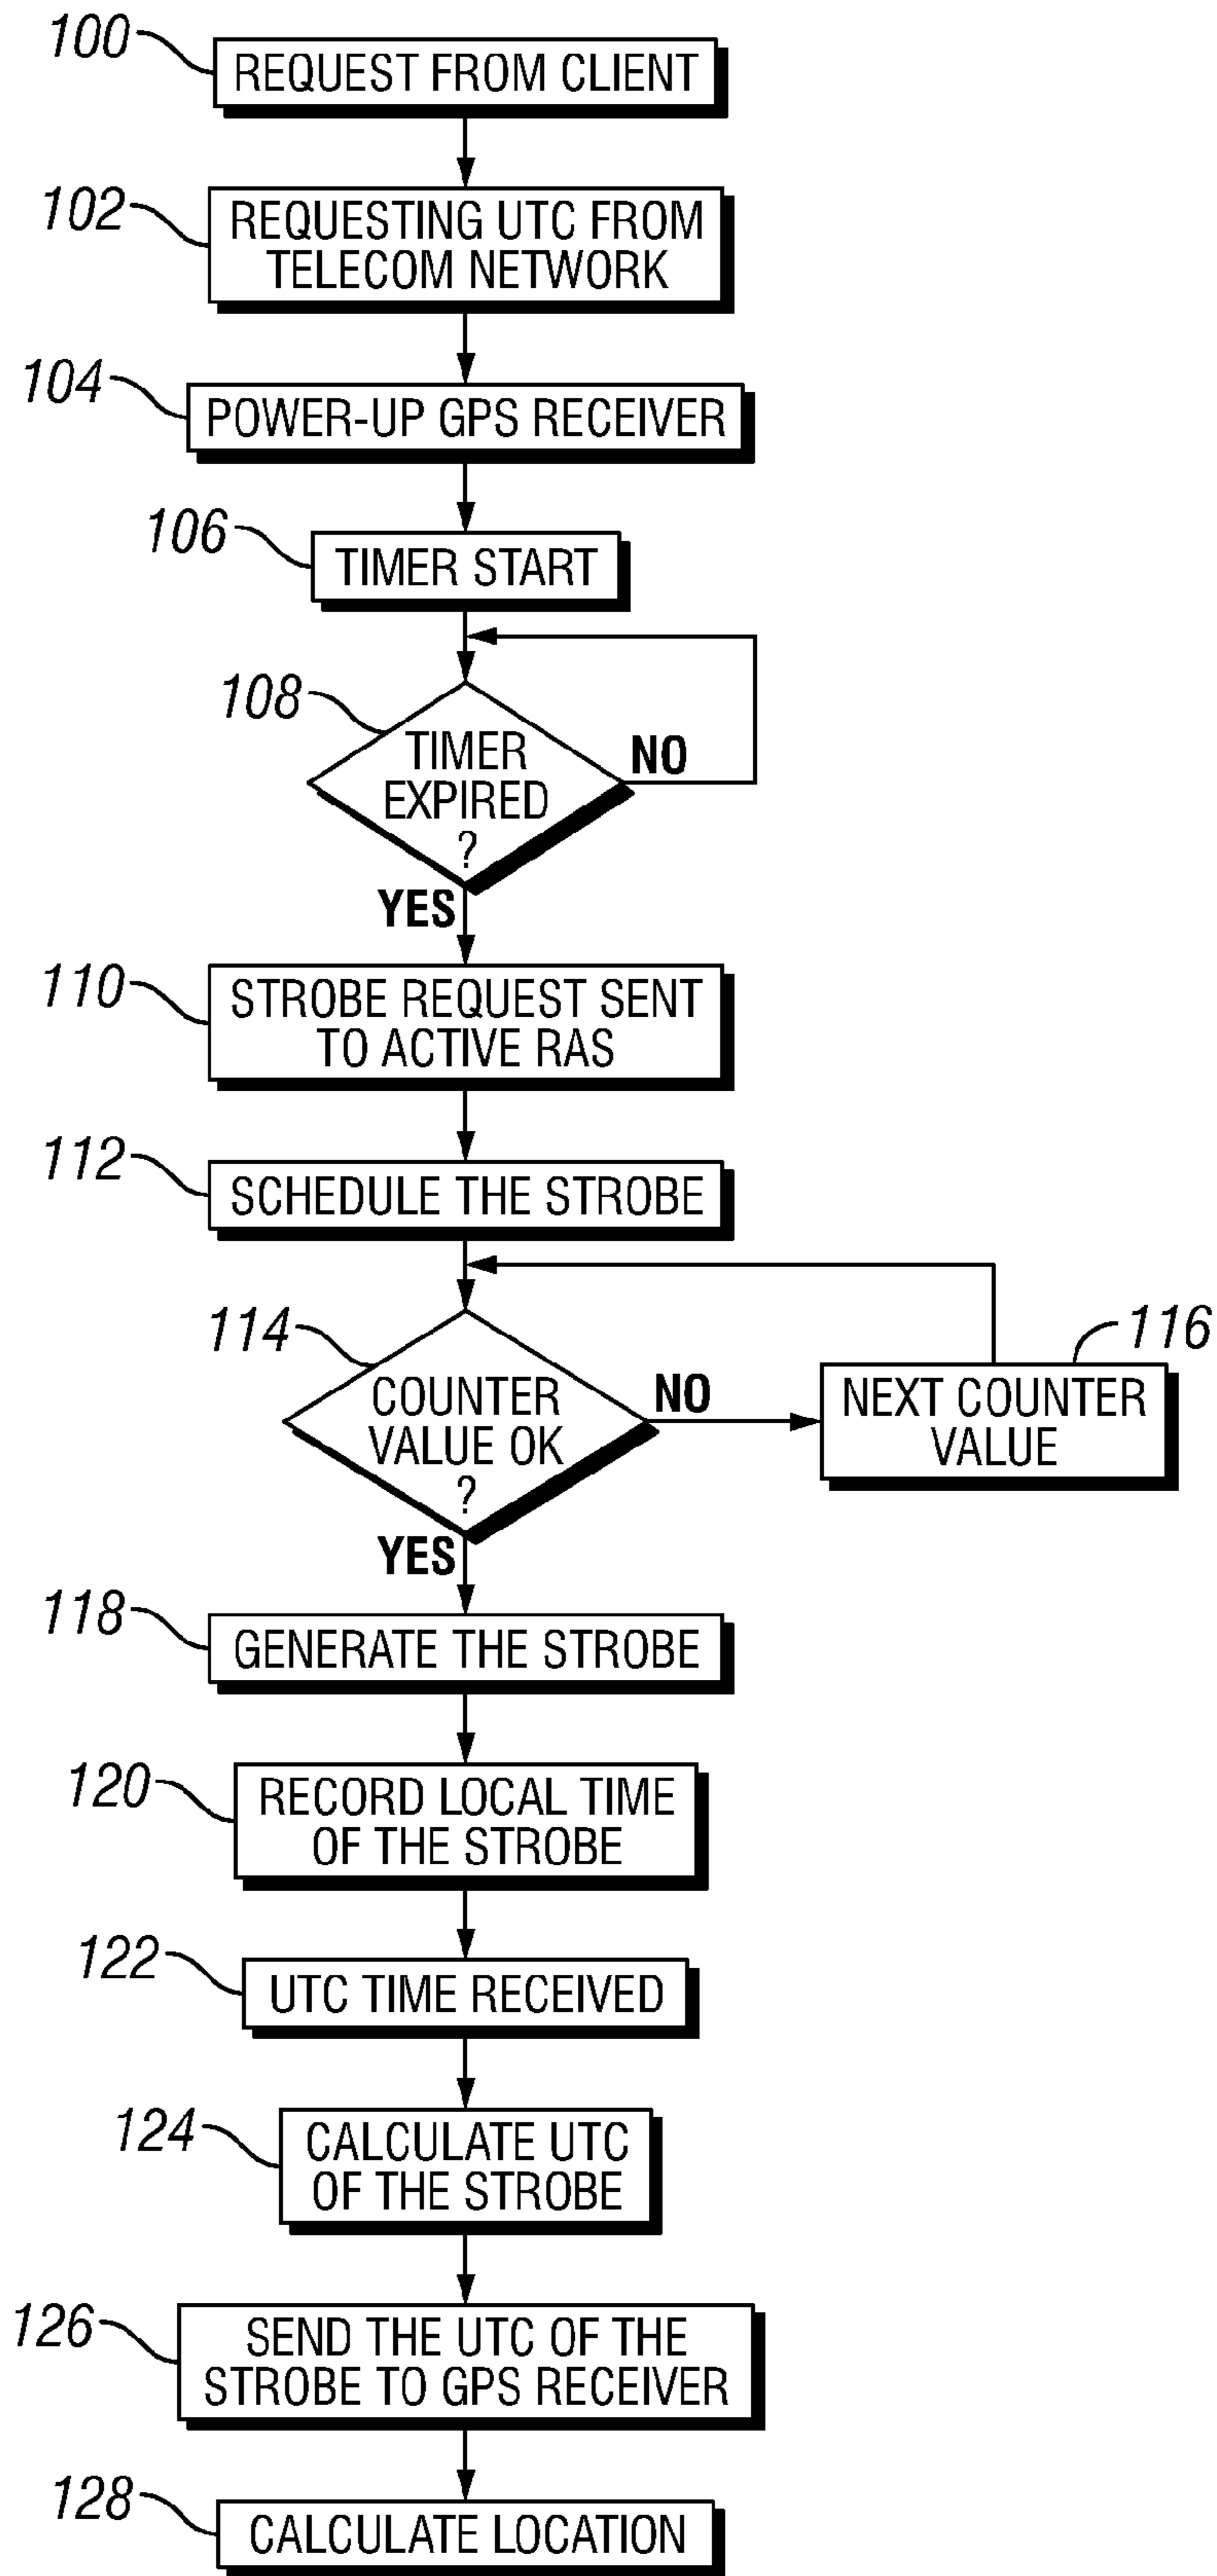 100
REQUEST FROM CLIENT
102
REQUESTING UTC FROM
TELECOM NETWORK
104
POWER-UP GPS RECEIVER
106
TIMER START
108
TIMER
EXPIRED
?
NO
YES
110
STROBE REQUEST SENT
TO ACTIVE RAS
112
SCHEDULE THE STROBE
114
COUNTER
VALUE OK
?
NO
116
NEXT COUNTER
VALUE
YES
118
GENERATE THE STROBE
120
RECORD LOCAL TIME
OF THE STROBE
122
UTC TIME RECEIVED
124
CALCULATE UTC
OF THE STROBE
126
SEND THE UTC OF THE
STROBE TO GPS RECEIVER
128
CALCULATE LOCATION